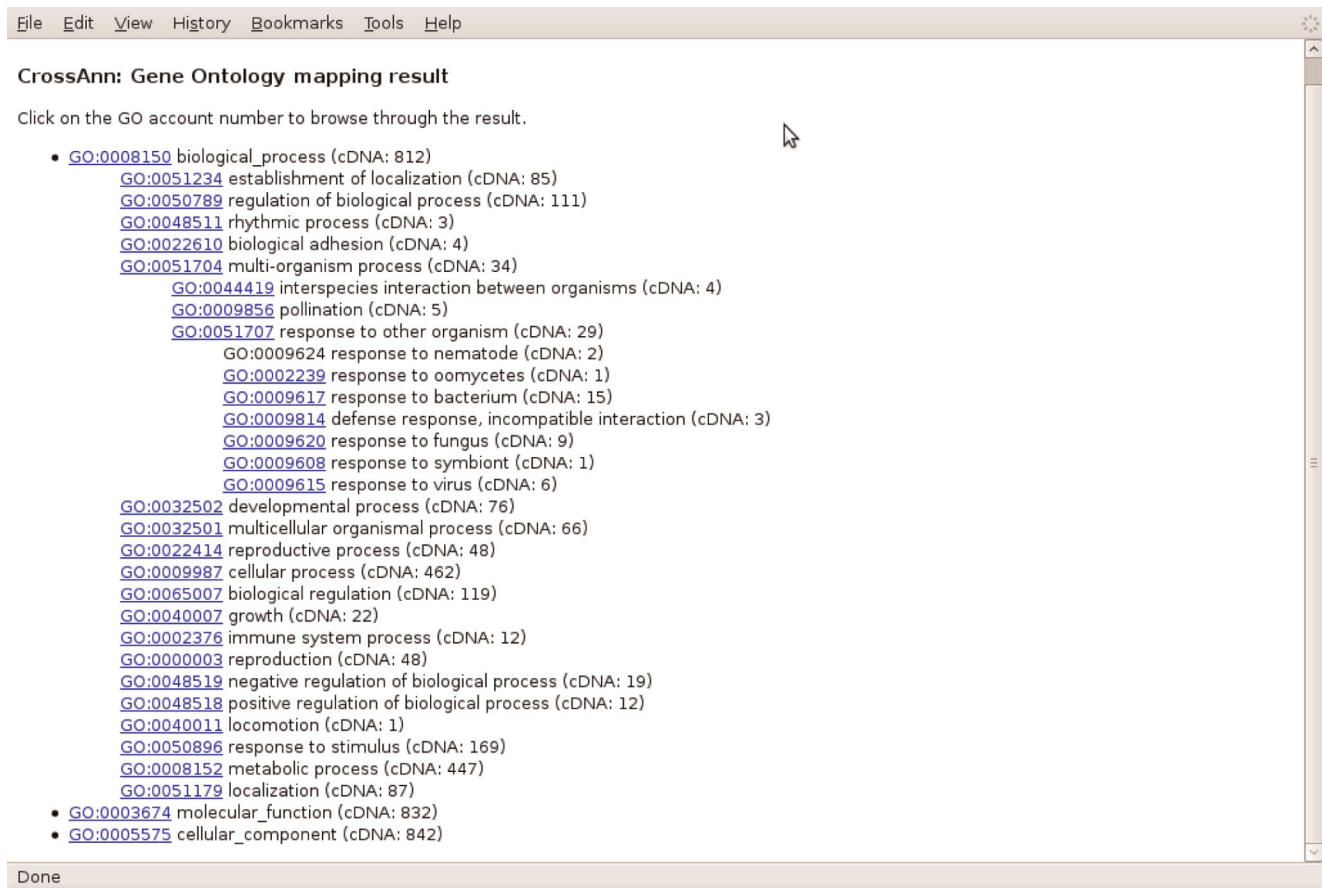 File Edit View History Bookmarks Tools Help
CrossAnn: Gene Ontology mapping result
Click on the GO account number to browse through the result.
• GO:0008150 biological_process (cDNA: 812)
GO:0051234 establishment of localization (cDNA: 85)
GO:0050789 regulation of biological process (cDNA: 111)
GO:0048511 rhythmic process (cDNA: 3)
GO:0022610 biological adhesion (cDNA: 4)
GO:0051704 multi-organism process (cDNA: 34)
GO:0044419 interspecies interaction between organisms (cDNA: 4)
GO:0009856 pollination (cDNA: 5)
GO:0051707 response to other organism (cDNA: 29)
GO:0009624 response to nematode (cDNA: 2)
GO:0002239 response to oomycetes (cDNA: 1)
GO:0009617 response to bacterium (cDNA: 15)
GO:0009814 defense response, incompatible interaction (cDNA: 3)
GO:0009620 response to fungus (cDNA: 9)
GO:0009608 response to symbiont (cDNA: 1)
GO:0009615 response to virus (cDNA: 6)
GO:0032502 developmental process (cDNA: 76)
GO:0032501 multicellular organismal process (cDNA: 66)
GO:0022414 reproductive process (cDNA: 48)
GO:0009987 cellular process (cDNA: 462)
GO:0065007 biological regulation (cDNA: 119)
GO:0040007 growth (cDNA: 22)
GO:0002376 immune system process (cDNA: 12)
GO:0000003 reproduction (cDNA: 48)
GO:0048519 negative regulation of biological process (cDNA: 19)
GO:0048518 positive regulation of biological process (cDNA: 12)
GO:0040011 locomotion (cDNA: 1)
GO:0050896 response to stimulus (cDNA: 169)
GO:0008152 metabolic process (cDNA: 447)
GO:0051179 localization (cDNA: 87)
• GO:0003674 molecular_function (cDNA: 832)
• GO:0005575 cellular_component (cDNA: 842)
Done